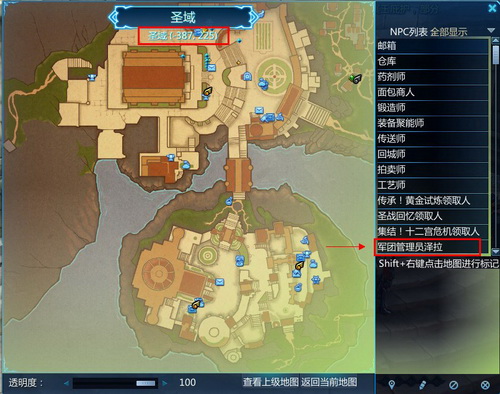 圣域
圣域 (-387, 225)
NPC列表 全部显示
邮箱
仓库
药剂师
面包商人
锻造师
装备聚能师
传送师
回城师
拍卖师
工艺师
传承！黄金试炼领取人
圣战回忆领取人
集结！十二宫危机领取人
军团管理员泽拉
Shift+右键点击地图进行标记
透明度： 100 查看上级地图 返回当前地图